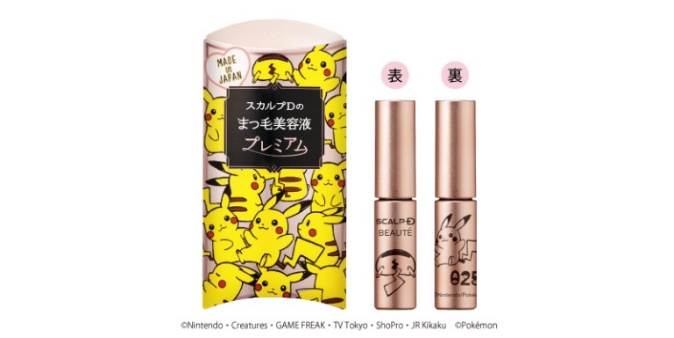 MADE
IN
JAPAN
スカルプDの
まつ毛美容液
プレミアム
表
裏
SCALP-D
BEAUTÉ
025
©Nintendo・Creatures・GAME FREAK・TV Tokyo・ShoPro・JR Kikaku ©Pokémon